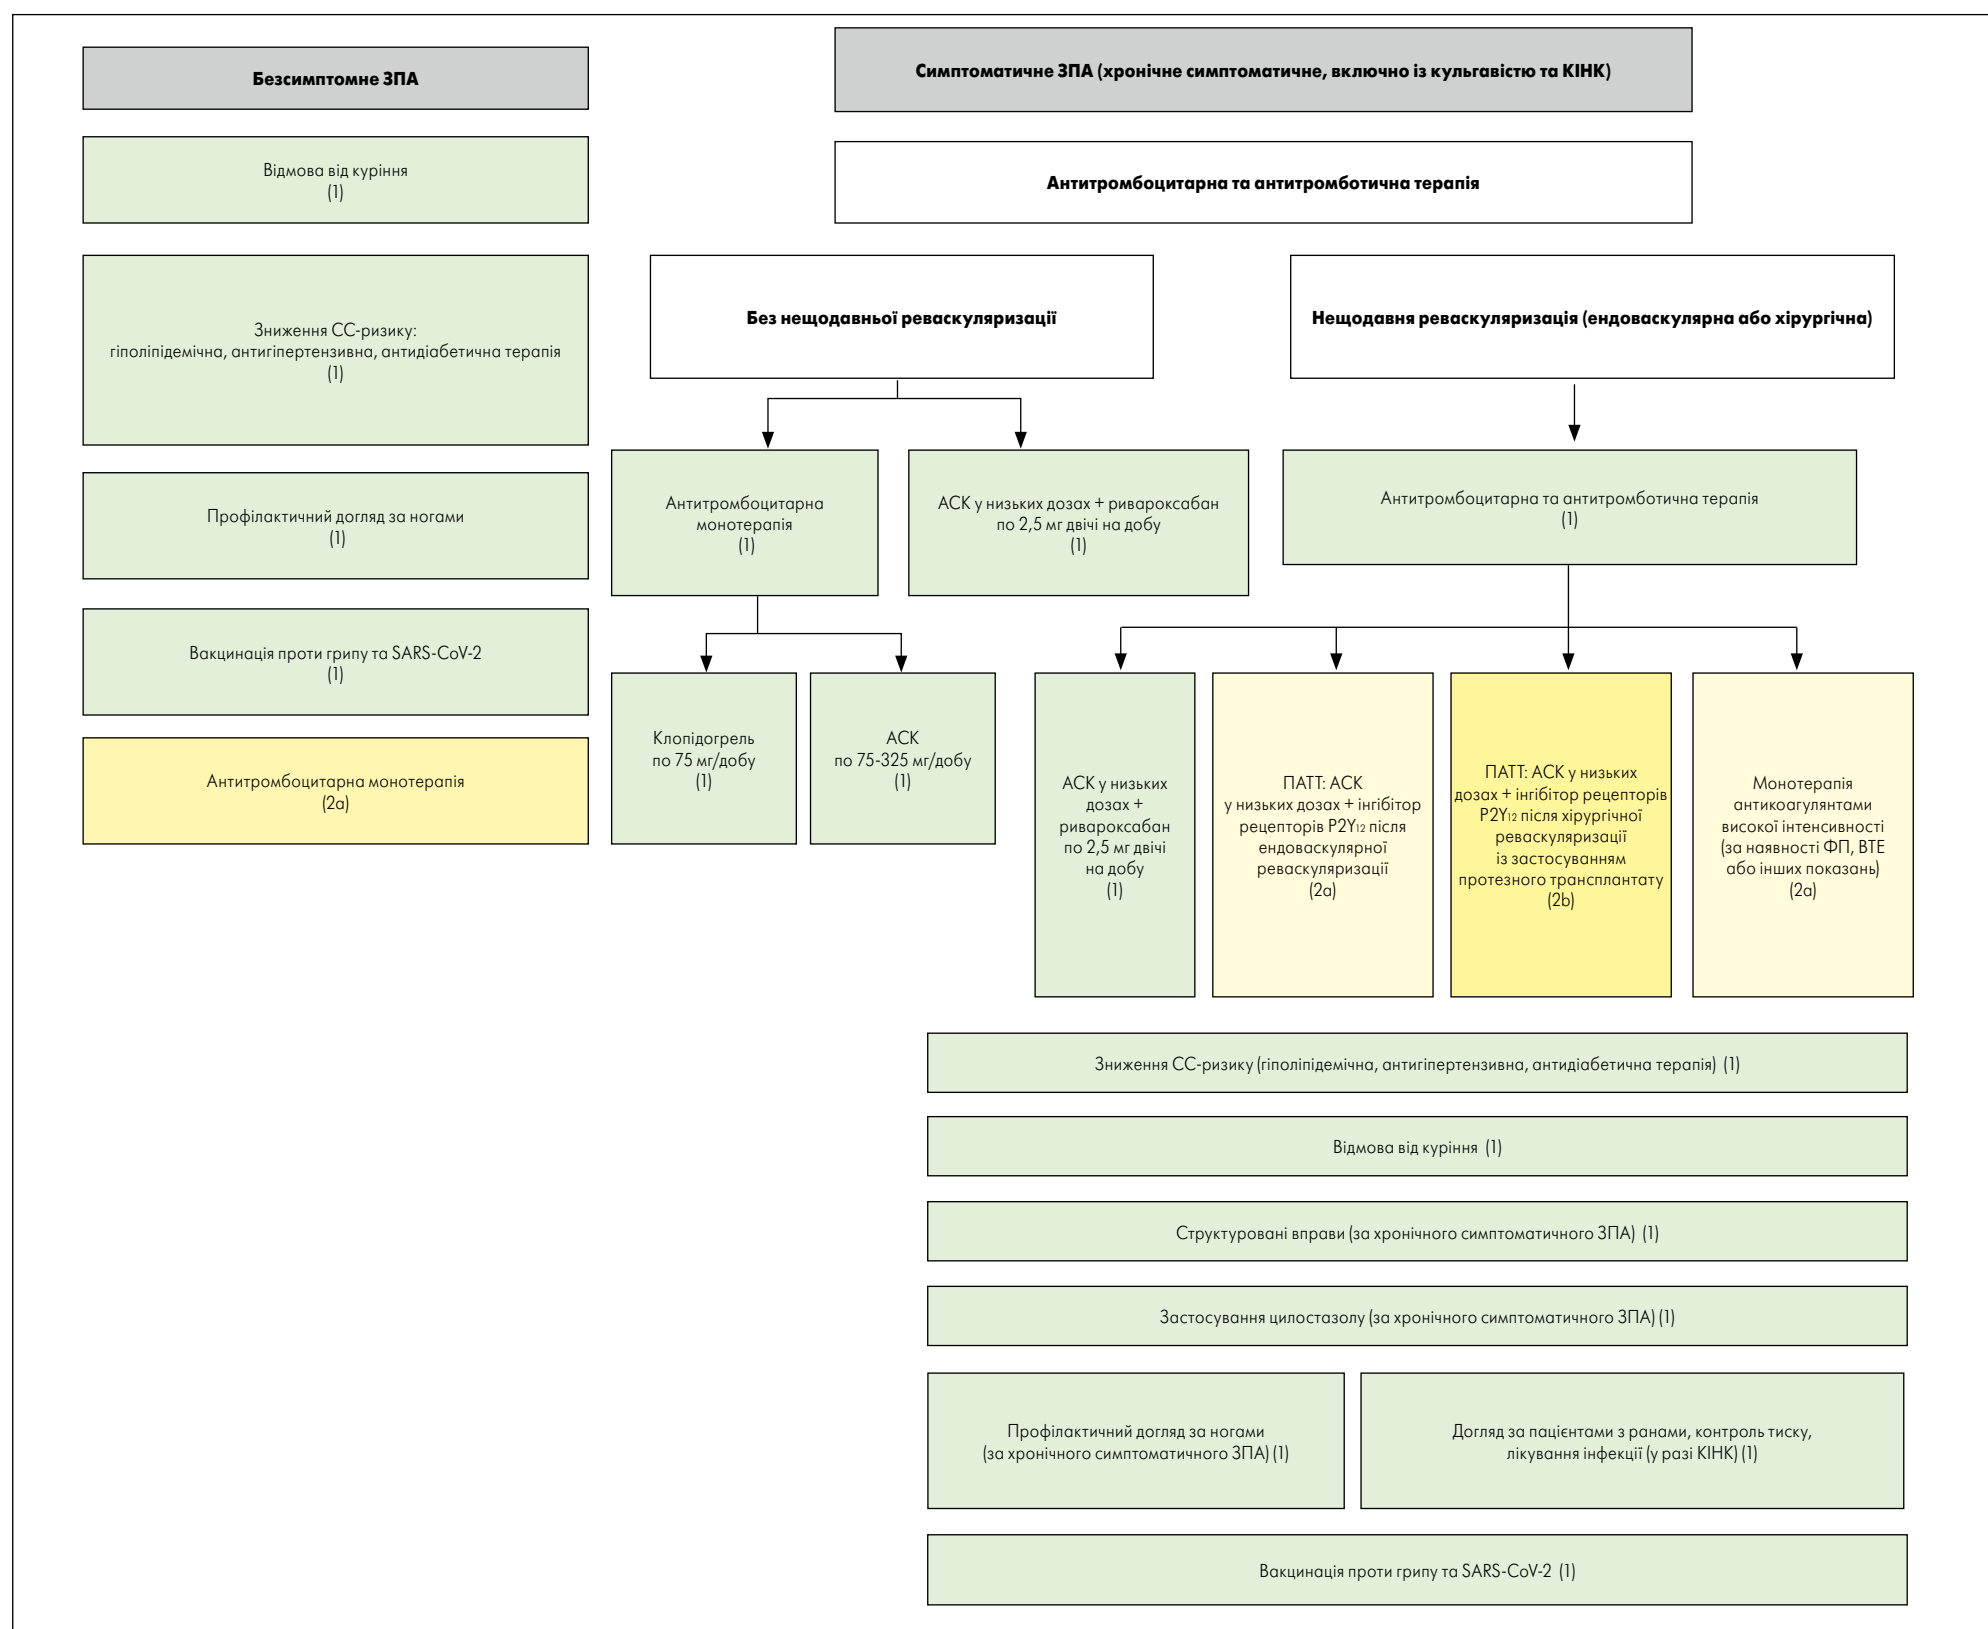 Безсимптомне ЗПА
Відмова від куріння
(1)
Зниження СС-ризику:
гіполіпідемічна, антигіпертензивна, антидіабетична терапія
(1)
Профілактичний догляд за ногами
(1)
Вакцинація проти грипу та SARS-CoV-2
(1)
Антитромбоцитарна монотерапія
(2a)
Симптоматичне ЗПА (хронічне симптоматичне, включно із кульгавістю та КІНК)
Антитромбоцитарна та антитромботична терапія
Без нещодавньої реваскуляризації
Антитромбоцитарна
монотерапія
(1)
АСК у низьких дозах + ривароксабан
по 2,5 мг двічі на добу
(1)
Клопідогрель
по 75 мг/добу
(1)
АСК
по 75-325 мг/добу
(1)
Нещодавня реваскуляризація (ендоваскулярна або хірургічна)
Антитромбоцитарна та антитромботична терапія
(1)
АСК у низьких
дозах +
ривароксабан
по 2,5 мг двічі
на добу
(1)
ПАТТ: АСК
у низьких дозах + інгібітор
рецепторів P2Y₁₂ після
ендоваскулярної
реваскуляризації
(2a)
ПАТТ: АСК у низьких
дозах + інгібітор рецепторів
P2Y₁₂ після хірургічної
реваскуляризації
із застосуванням
протезного трансплантату
(2b)
Монотерапія
антикоагулянтами
високої інтенсивності
(за наявності ФП, ВТЕ
або інших показань)
(2a)
Зниження СС-ризику (гіполіпідемічна, антигіпертензивна, антидіабетична терапія) (1)
Відмова від куріння (1)
Структуровані вправи (за хронічного симптоматичного ЗПА) (1)
Застосування цилостазолу (за хронічного симптоматичного ЗПА) (1)
Профілактичний догляд за ногами
(за хронічного симптоматичного ЗПА) (1)
Догляд за пацієнтами з ранами, контроль тиску,
лікування інфекції (у разі КІНК) (1)
Вакцинація проти грипу та SARS-CoV-2 (1)